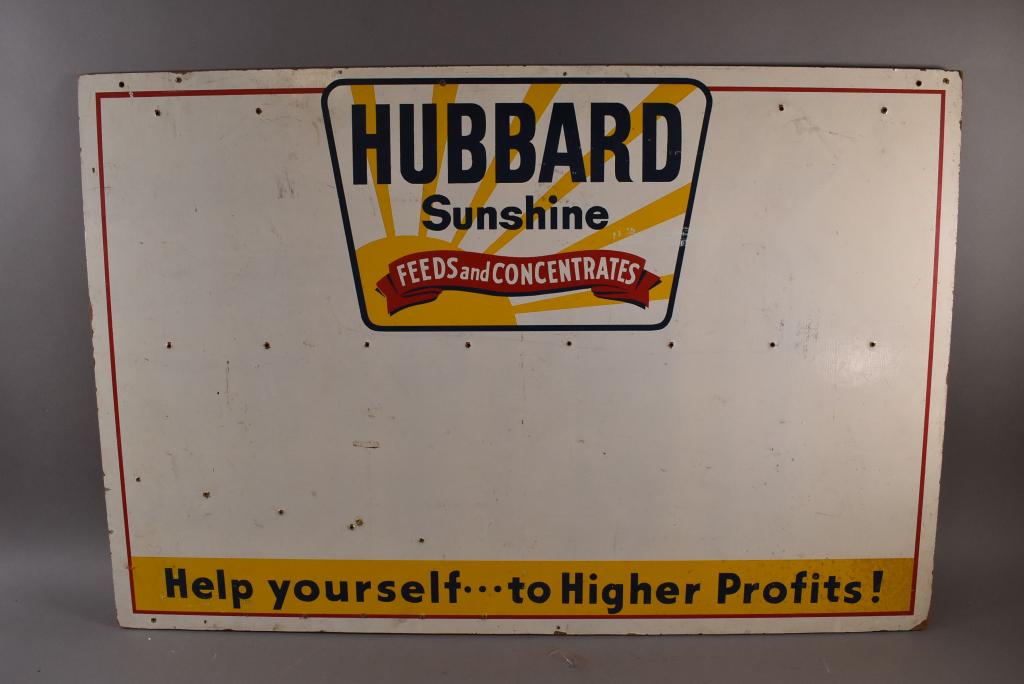 HUBBARD
Sunshine
FEEDS and CONCENTRATES
Help yourself...to Higher Profits!